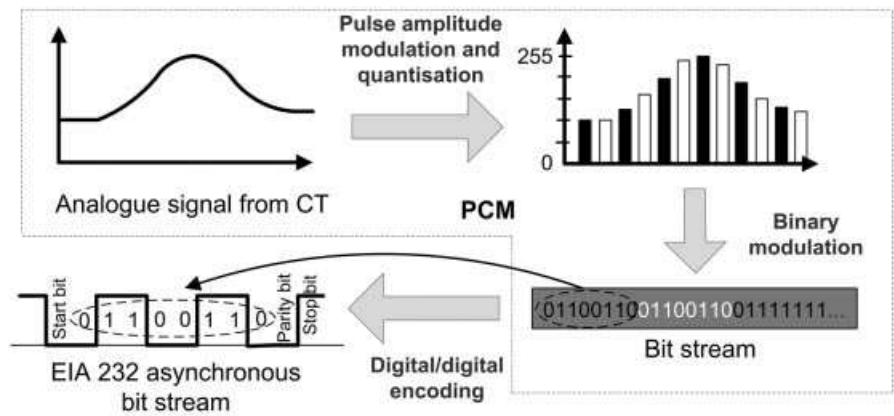 Pulse amplitude
modulation and
quantisation
255
0
Analogue signal from CT
PCM
Binary
modulation
Start bit
0 1 1 0 0 1 1 0
Parity bit
Stop bit
011001100110011001111111...
Bit stream
EIA 232 asynchronous
bit stream
Digital/digital
encoding